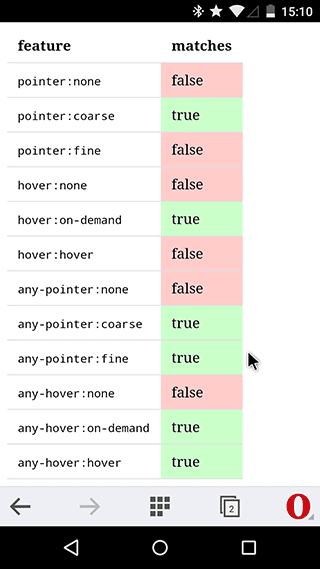 15:10
feature matches
pointer:none false
pointer:coarse true
pointer:fine false
hover:none false
hover:on-demand true
hover:hover false
any-pointer:none false
any-pointer:coarse true
any-pointer:fine true
any-hover:none false
any-hover:on-demand true
any-hover:hover true
2